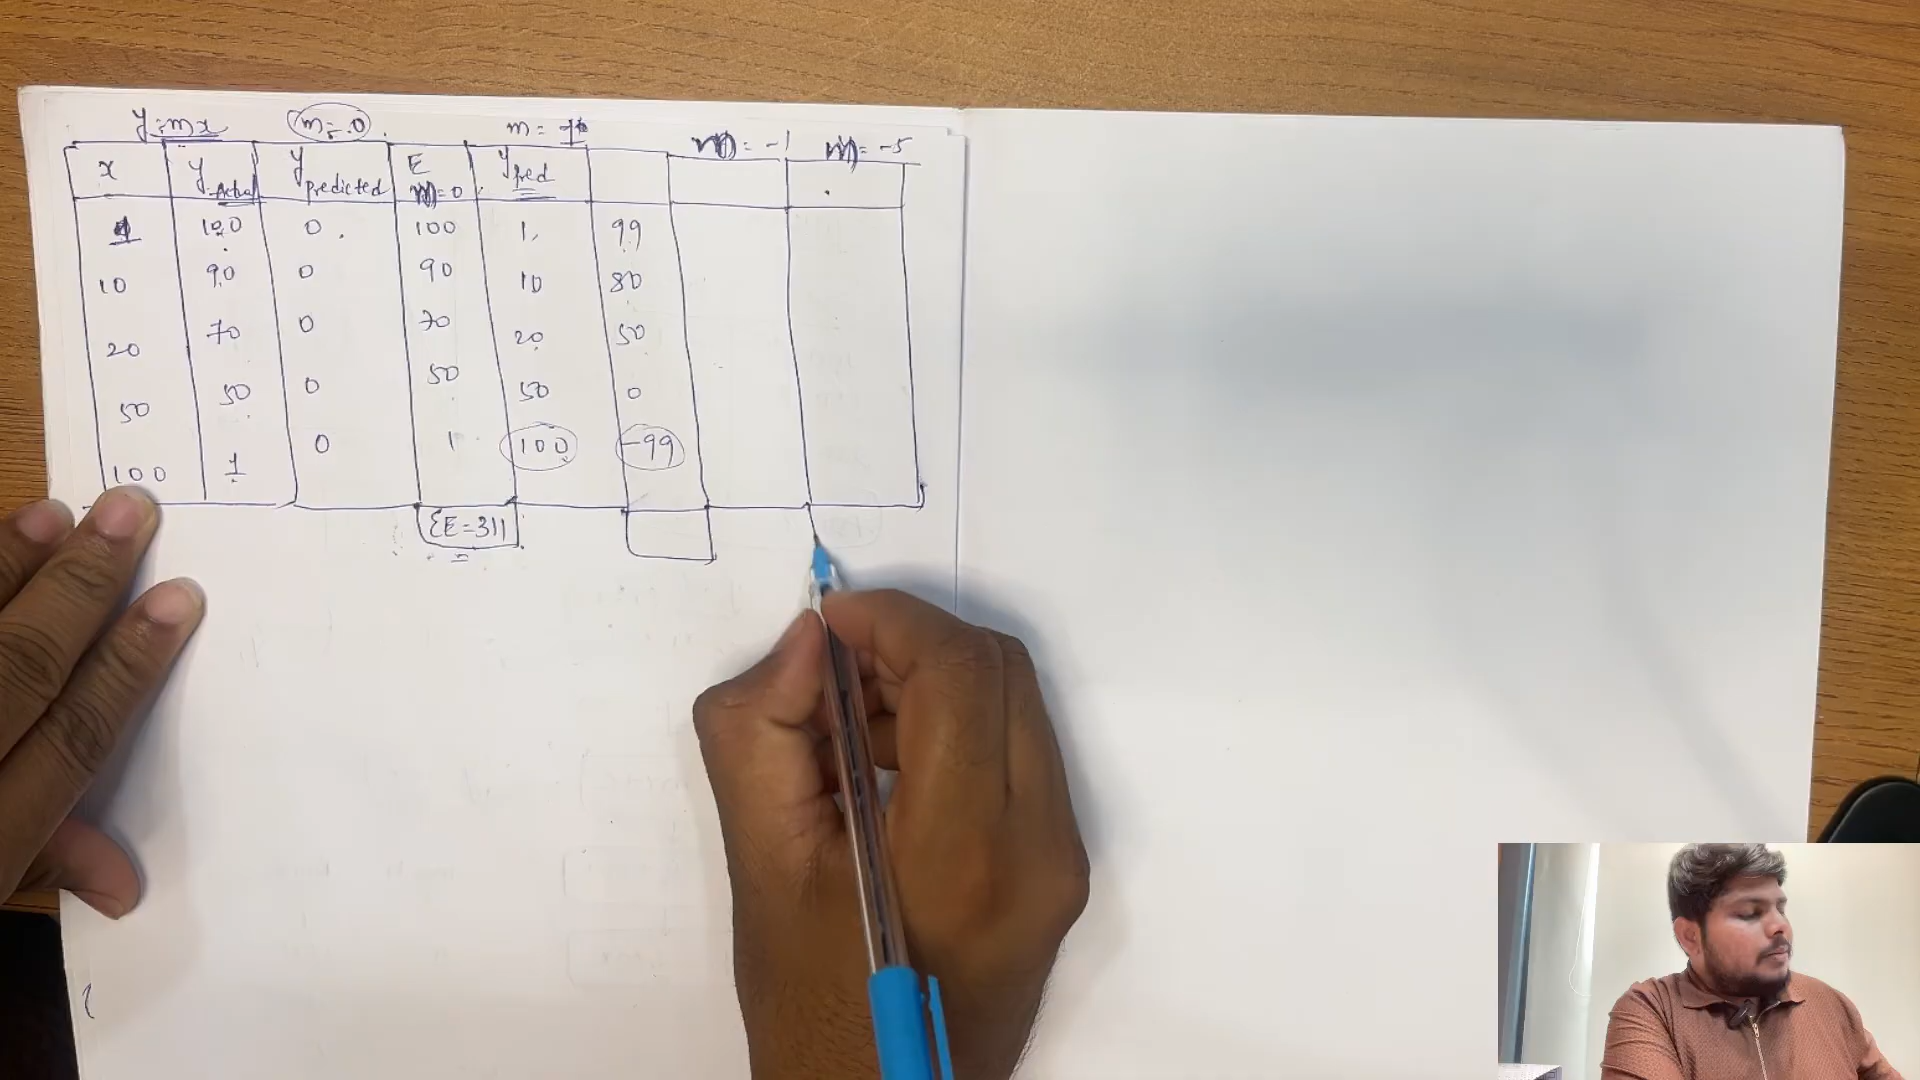 y=mx m=0 m=1 m=-1 m=-5
x y Actual y predicted E m=0 y pred
1 100 0 100 1 99
10 90 0 90 10 80
20 70 0 70 20 50
50 50 0 50 50 0
100 1 0 1 100 -99
ΣE=311